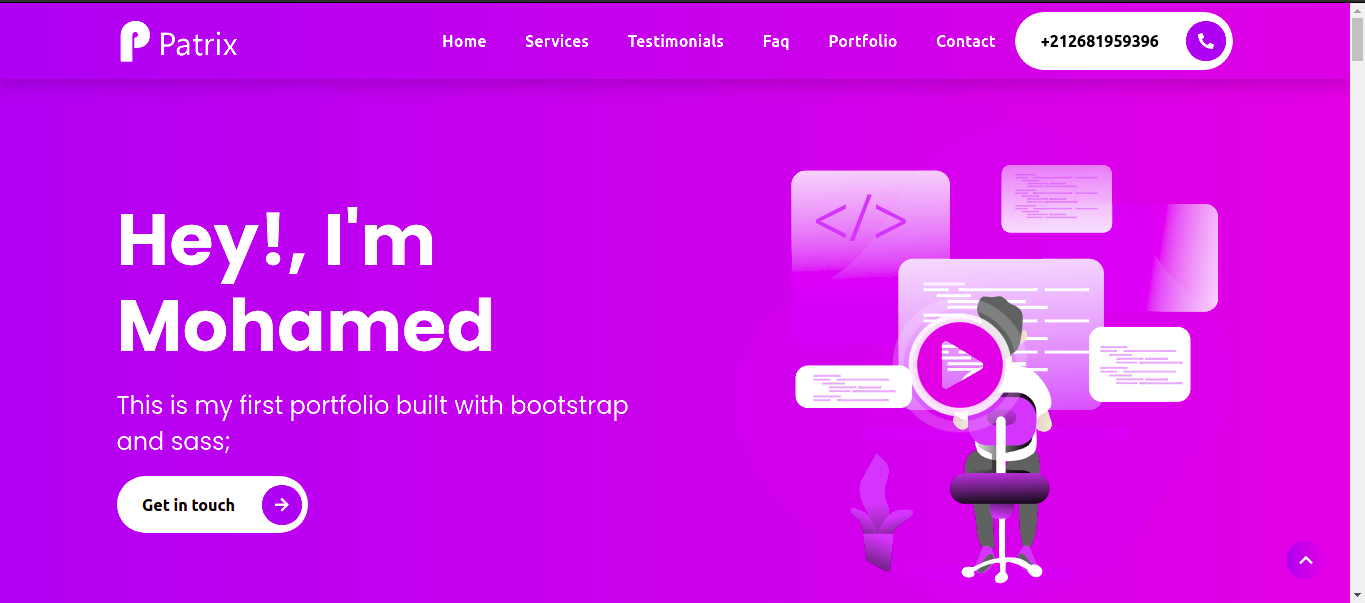 Patrix
Home Services Testimonials Faq Portfolio Contact +212681959396
</>
Hey!, I'm
Mohamed
This is my first portfolio built with bootstrap
and sass;
Get in touch